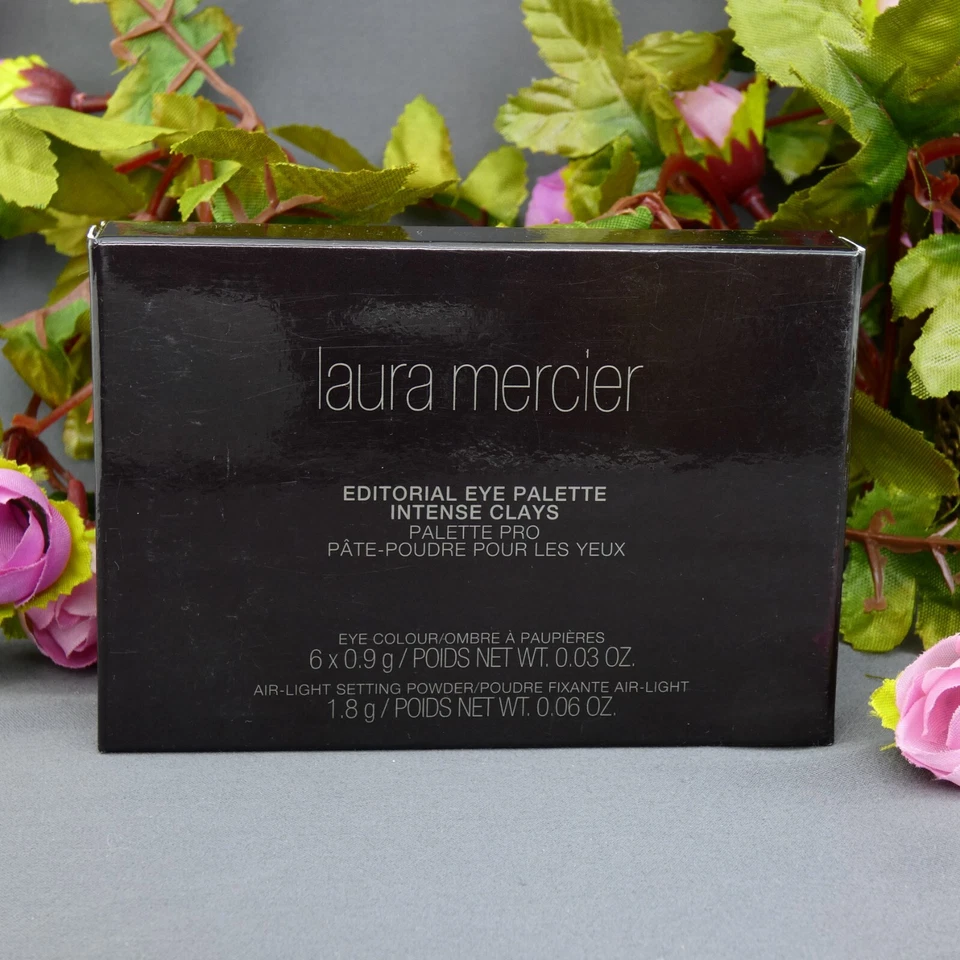 laura mercier
EDITORIAL EYE PALETTE
INTENSE CLAYS
PALETTE PRO
PÂTE-POUDRE POUR LES YEUX
EYE COLOUR/OMBRE À PAUPIÈRES
6 x 0.9 g / POIDS NET WT. 0.03 OZ.
AIR-LIGHT SETTING POWDER/POUDRE FIXANTE AIR-LIGHT
1.8 g / POIDS NET WT. 0.06 OZ.